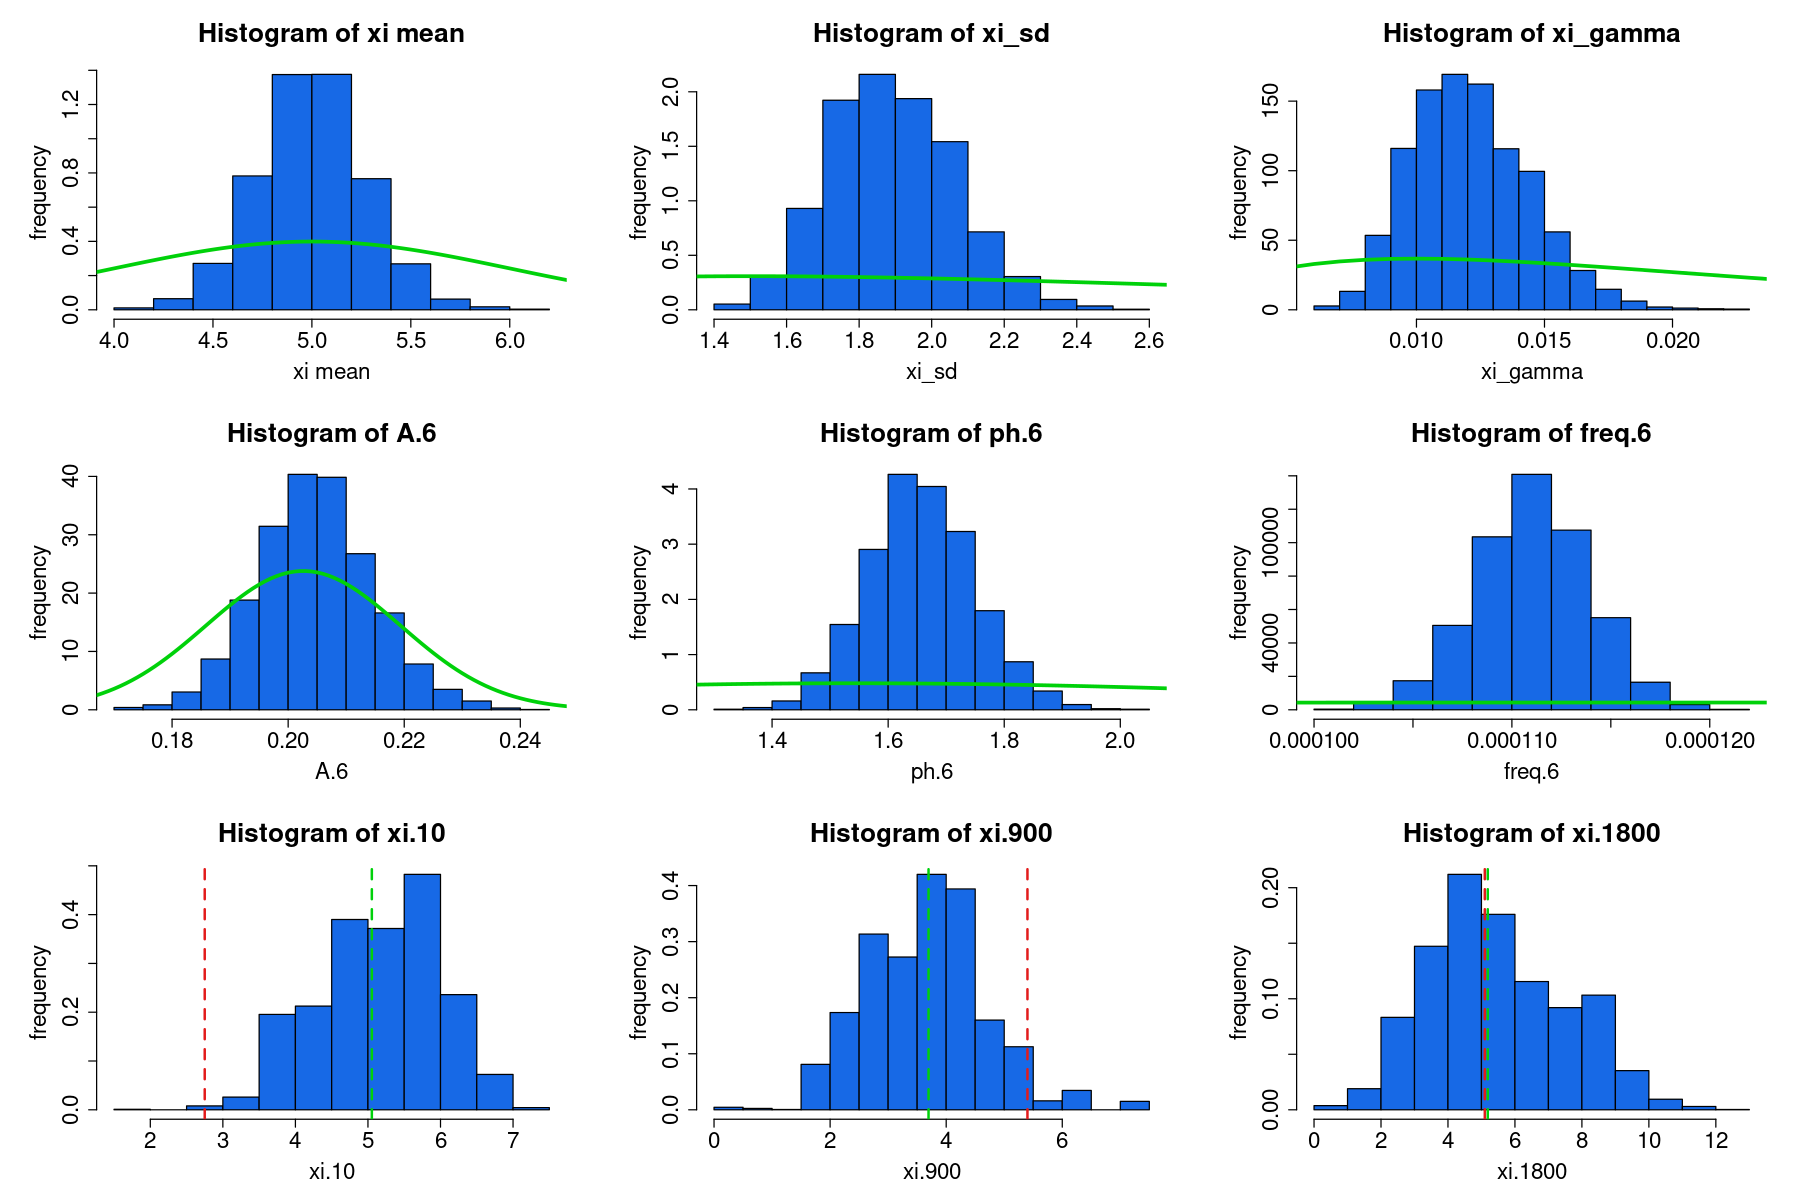 Histogram of xi mean
frequency
0.0 0.4 0.8 1.2
4.0 4.5 5.0 5.5 6.0
xi mean
Histogram of xi_sd
frequency
0.0 0.5 1.0 1.5 2.0
1.4 1.6 1.8 2.0 2.2 2.4 2.6
xi_sd
Histogram of xi_gamma
frequency
0 50 100 150
0.010 0.015 0.020
xi_gamma
Histogram of A.6
frequency
0 10 20 30 40
0.18 0.20 0.22 0.24
A.6
Histogram of ph.6
frequency
0 1 2 3 4
1.4 1.6 1.8 2.0
ph.6
Histogram of freq.6
frequency
0 40000 100000
0.000100 0.000110 0.000120
freq.6
Histogram of xi.10
frequency
0.0 0.2 0.4
2 3 4 5 6 7
xi.10
Histogram of xi.900
frequency
0.0 0.1 0.2 0.3 0.4
0 2 4 6
xi.900
Histogram of xi.1800
frequency
0.00 0.10 0.20
0 2 4 6 8 10 12
xi.1800